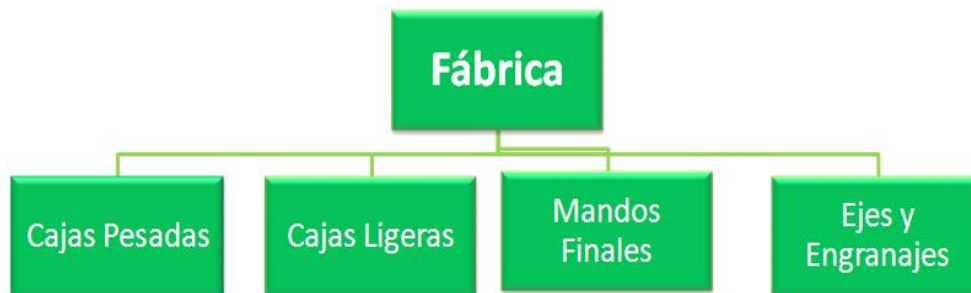 Fábrica
Cajas Pesadas
Cajas Ligeras
Mandos
Finales
Ejes y
Engranajes